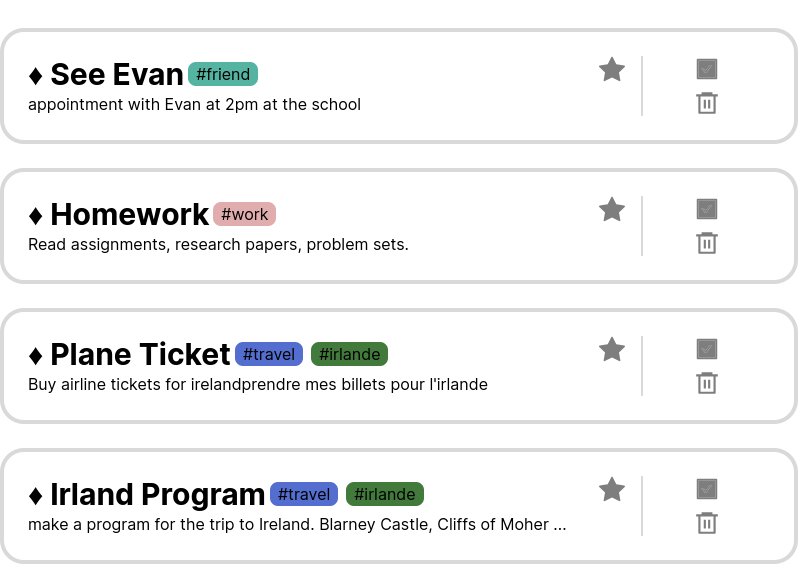 ♦ See Evan #friend
appointment with Evan at 2pm at the school
♦ Homework #work
Read assignments, research papers, problem sets.
♦ Plane Ticket #travel #irlande
Buy airline tickets for irelandprendre mes billets pour l'irlande
♦ Irland Program #travel #irlande
make a program for the trip to Ireland. Blarney Castle, Cliffs of Moher ...